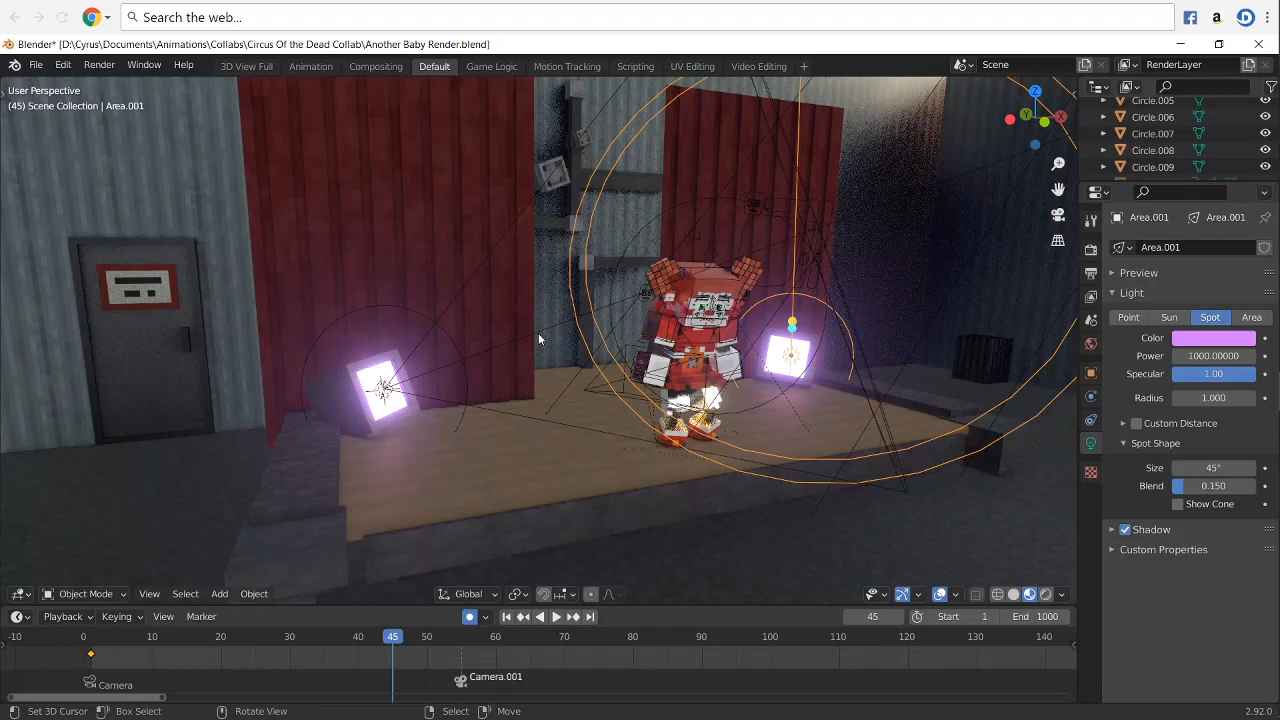 Search the web...
Blender* [D:\Cyrus\Documents\Animations\Collabs\Circus Of the Dead Collab\Another Baby Render.blend]
File Edit Render Window Help 3D View Full Animation Compositing Default Game Logic Motion Tracking Scripting UV Editing Video Editing + Scene RenderLayer
User Perspective
(45) Scene Collection | Area.001
Z
Y
X
Circle.005
Circle.006
Circle.007
Circle.008
Circle.009
Area.001 Area.001
Area.001
Preview
Light
Point Sun Spot Area
Color
Power 1000.00000
Specular 1.00
Radius 1.000
Custom Distance
Spot Shape
Size 45°
Blend 0.150
Show Cone
Shadow
Custom Properties
Object Mode View Select Add Object Global
Playback Keying View Marker 45 Start 1 End 1000
-10 0 10 20 30 40 45 50 60 70 80 90 100 110 120 130 140
Camera Camera.001
Set 3D Cursor Box Select Rotate View Select Move 2.92.0